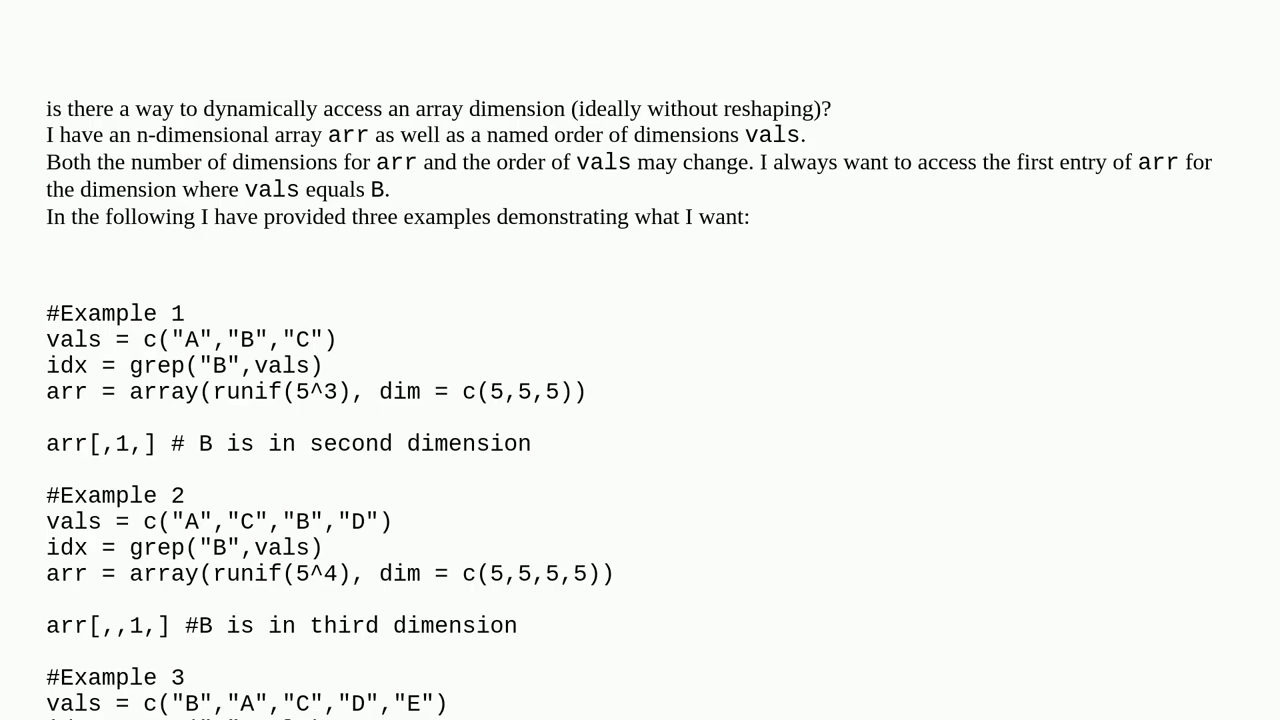 is there a way to dynamically access an array dimension (ideally without reshaping)?
I have an n-dimensional array arr as well as a named order of dimensions vals.
Both the number of dimensions for arr and the order of vals may change. I always want to access the first entry of arr for
the dimension where vals equals B.
In the following I have provided three examples demonstrating what I want:
#Example 1
vals = c("A","B","C")
idx = grep("B",vals)
arr = array(runif(5^3), dim = c(5,5,5))
arr[,1,] # B is in second dimension
#Example 2
vals = c("A","C","B","D")
idx = grep("B",vals)
arr = array(runif(5^4), dim = c(5,5,5,5))
arr[,,1,] #B is in third dimension
#Example 3
vals = c("B","A","C","D","E")